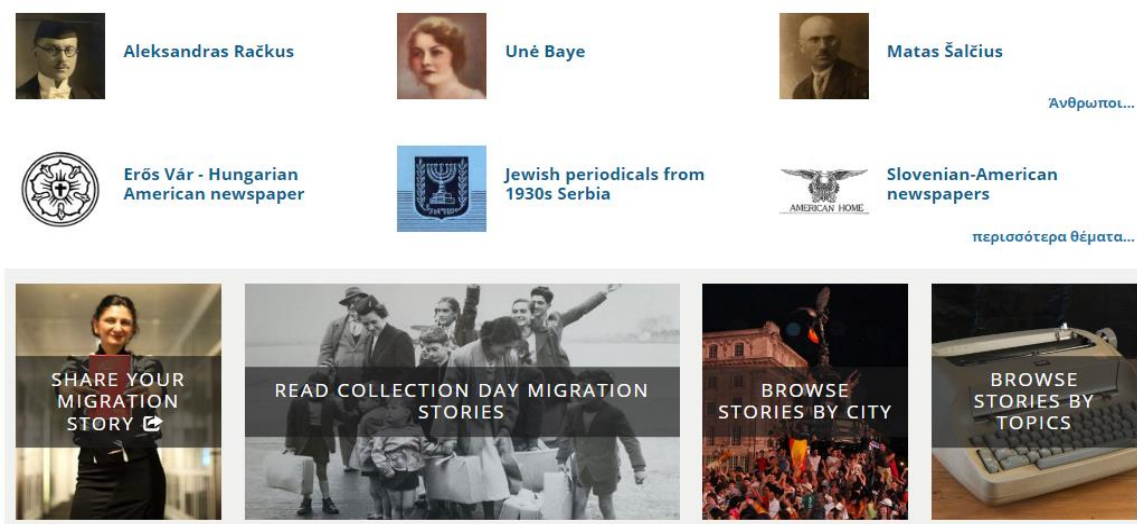 Aleksandras Račkus
Unė Baye
Matas Šalčius
Άνθρωποι...
Erős Vár - Hungarian
American newspaper
Jewish periodicals from
1930s Serbia
AMERICAN HOME
Slovenian-American
newspapers
περισσότερα θέματα...
SHARE YOUR
MIGRATION
STORY
READ COLLECTION DAY MIGRATION
STORIES
BROWSE
STORIES BY CITY
BROWSE
STORIES BY
TOPICS